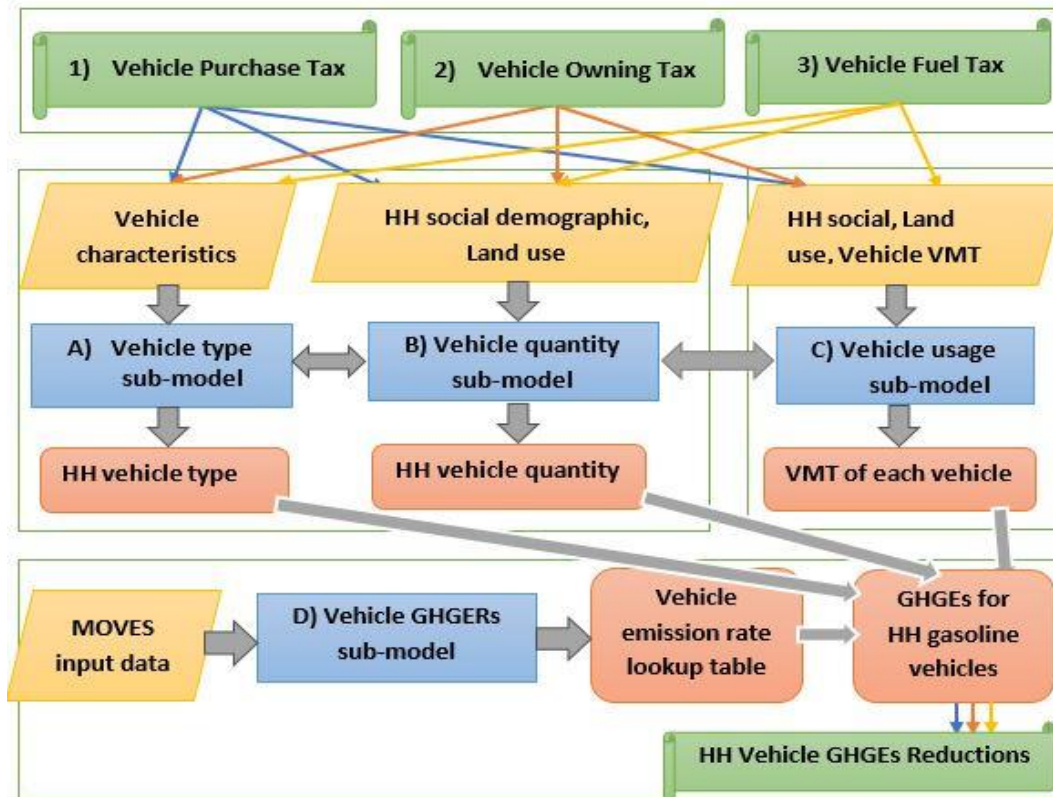 1) Vehicle Purchase Tax
2) Vehicle Owning Tax
3) Vehicle Fuel Tax
Vehicle
characteristics
HH social demographic,
Land use
HH social, Land
use, Vehicle VMT
A) Vehicle type
sub-model
B) Vehicle quantity
sub-model
C) Vehicle usage
sub-model
HH vehicle type
HH vehicle quantity
VMT of each vehicle
MOVES
input data
D) Vehicle GHGERs
sub-model
Vehicle
emission rate
lookup table
GHGEs for
HH gasoline
vehicles
HH Vehicle GHGEs Reductions